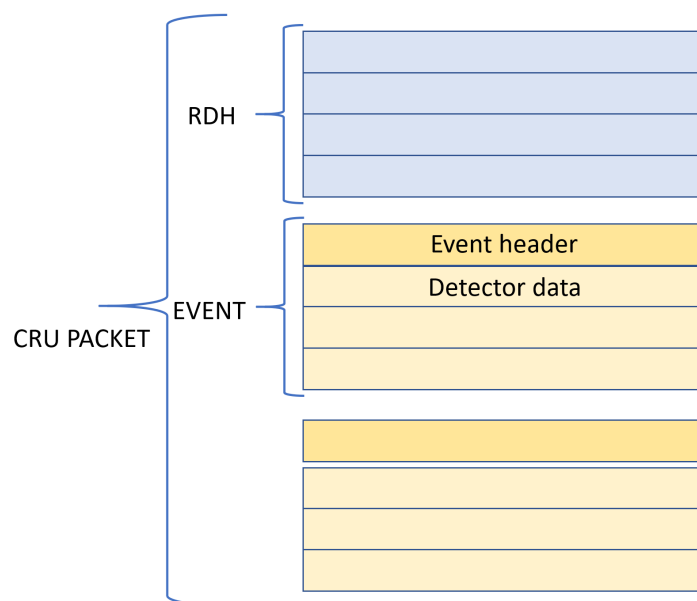 RDH
Event header
Detector data
EVENT
CRU PACKET